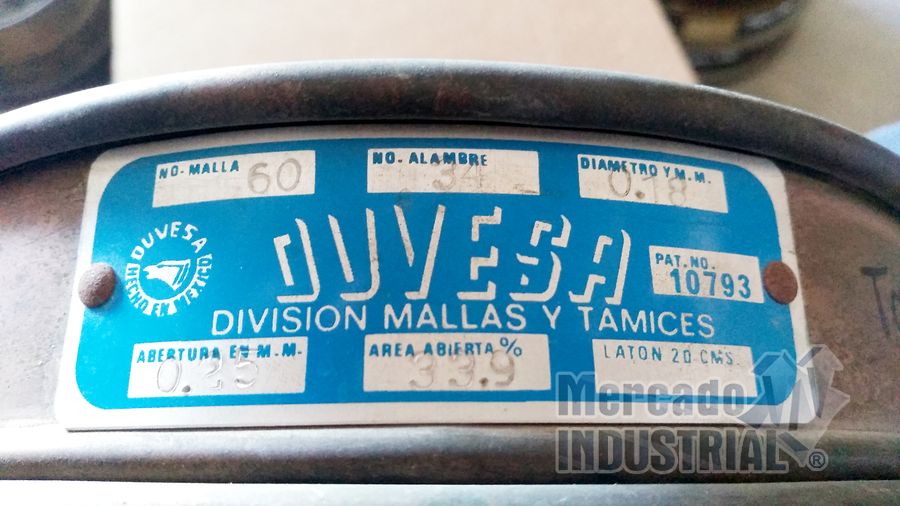 NO. MALLA 60
NO. ALAMBRE 34
DIAMETRO Y M.M. 0.18
DUVESA
HECHO EN MEXICO
DUVESA
PAT. NO.
10793
DIVISION MALLAS Y TAMICES
ABERTURA EN M.M. 0.25
AREA ABIERTA % 33.9
LATON 20 CMS.
Mercado
INDUSTRIAL®